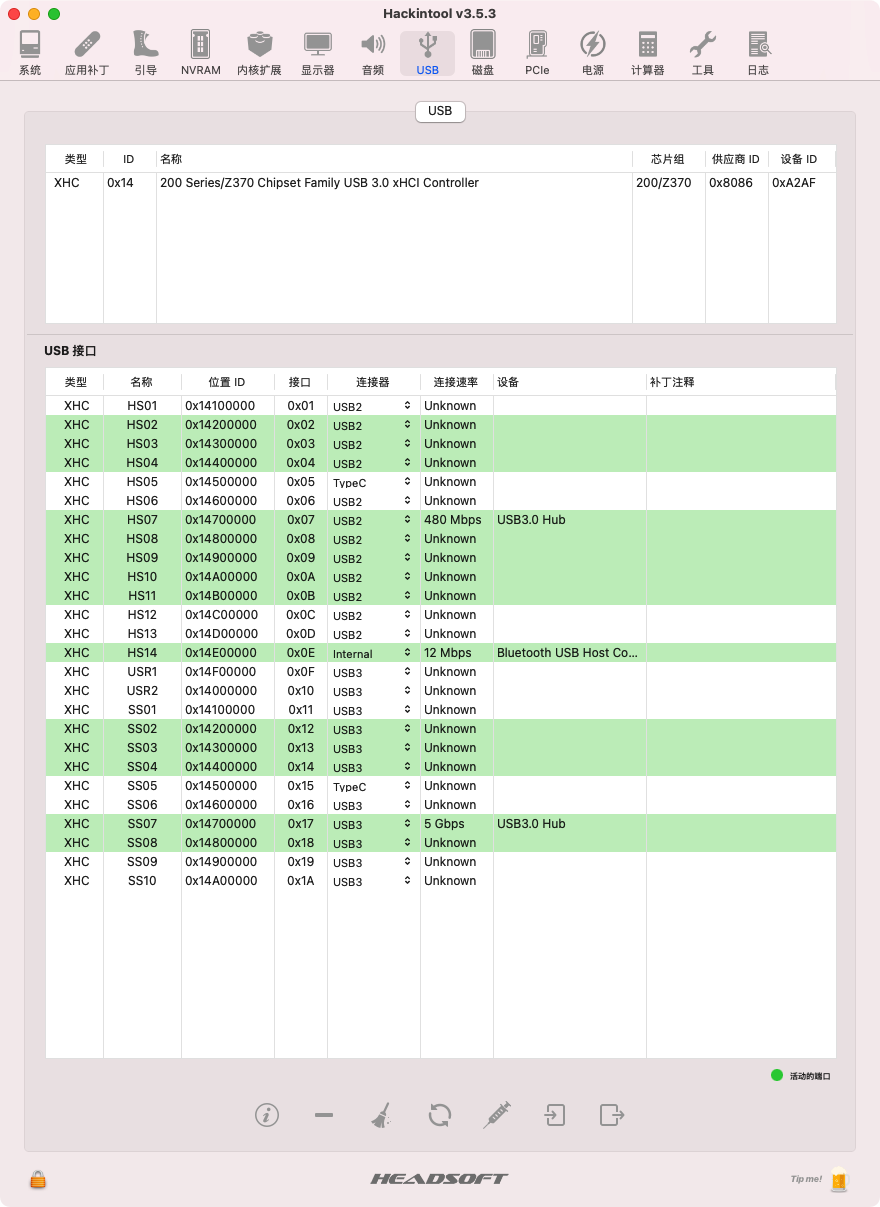 Hackintool v3.5.3
系统 应用补丁 引导 NVRAM 内核扩展 显示器 音频 USB 磁盘 PCIe 电源 计算器 工具 日志
USB
类型 ID 名称 芯片组 供应商 ID 设备 ID
XHC 0x14 200 Series/Z370 Chipset Family USB 3.0 xHCI Controller 200/Z370 0x8086 0xA2AF
USB 接口
类型 名称 位置 ID 接口 连接器 连接速率 设备 补丁注释
XHC HS01 0x14100000 0x01 USB2 Unknown
XHC HS02 0x14200000 0x02 USB2 Unknown
XHC HS03 0x14300000 0x03 USB2 Unknown
XHC HS04 0x14400000 0x04 USB2 Unknown
XHC HS05 0x14500000 0x05 TypeC Unknown
XHC HS06 0x14600000 0x06 USB2 Unknown
XHC HS07 0x14700000 0x07 USB2 480 Mbps USB3.0 Hub
XHC HS08 0x14800000 0x08 USB2 Unknown
XHC HS09 0x14900000 0x09 USB2 Unknown
XHC HS10 0x14A00000 0x0A USB2 Unknown
XHC HS11 0x14B00000 0x0B USB2 Unknown
XHC HS12 0x14C00000 0x0C USB2 Unknown
XHC HS13 0x14D00000 0x0D USB2 Unknown
XHC HS14 0x14E00000 0x0E Internal 12 Mbps Bluetooth USB Host Co...
XHC USR1 0x14F00000 0x0F USB3 Unknown
XHC USR2 0x14000000 0x10 USB3 Unknown
XHC SS01 0x14100000 0x11 USB3 Unknown
XHC SS02 0x14200000 0x12 USB3 Unknown
XHC SS03 0x14300000 0x13 USB3 Unknown
XHC SS04 0x14400000 0x14 USB3 Unknown
XHC SS05 0x14500000 0x15 TypeC Unknown
XHC SS06 0x14600000 0x16 USB3 Unknown
XHC SS07 0x14700000 0x17 USB3 5 Gbps USB3.0 Hub
XHC SS08 0x14800000 0x18 USB3 Unknown
XHC SS09 0x14900000 0x19 USB3 Unknown
XHC SS10 0x14A00000 0x1A USB3 Unknown
活动的端口
HEADSOFT
Tip me!